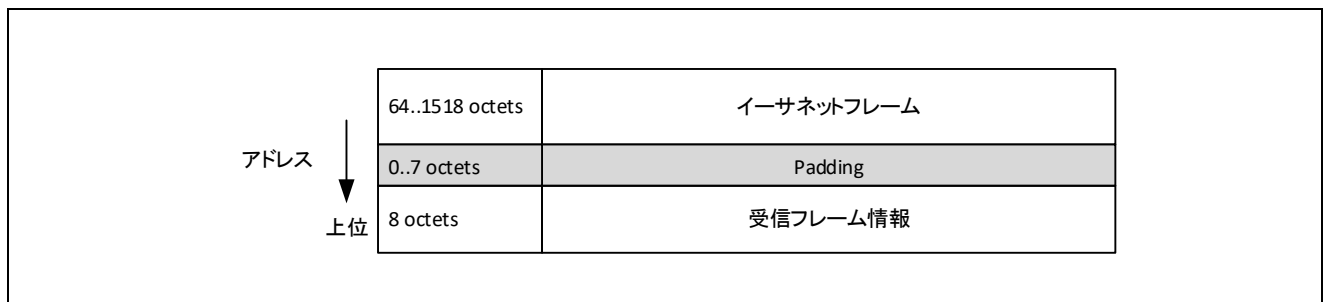 64..1518 octets イーサネットフレーム
アドレス 0..7 octets Padding
上位 8 octets 受信フレーム情報